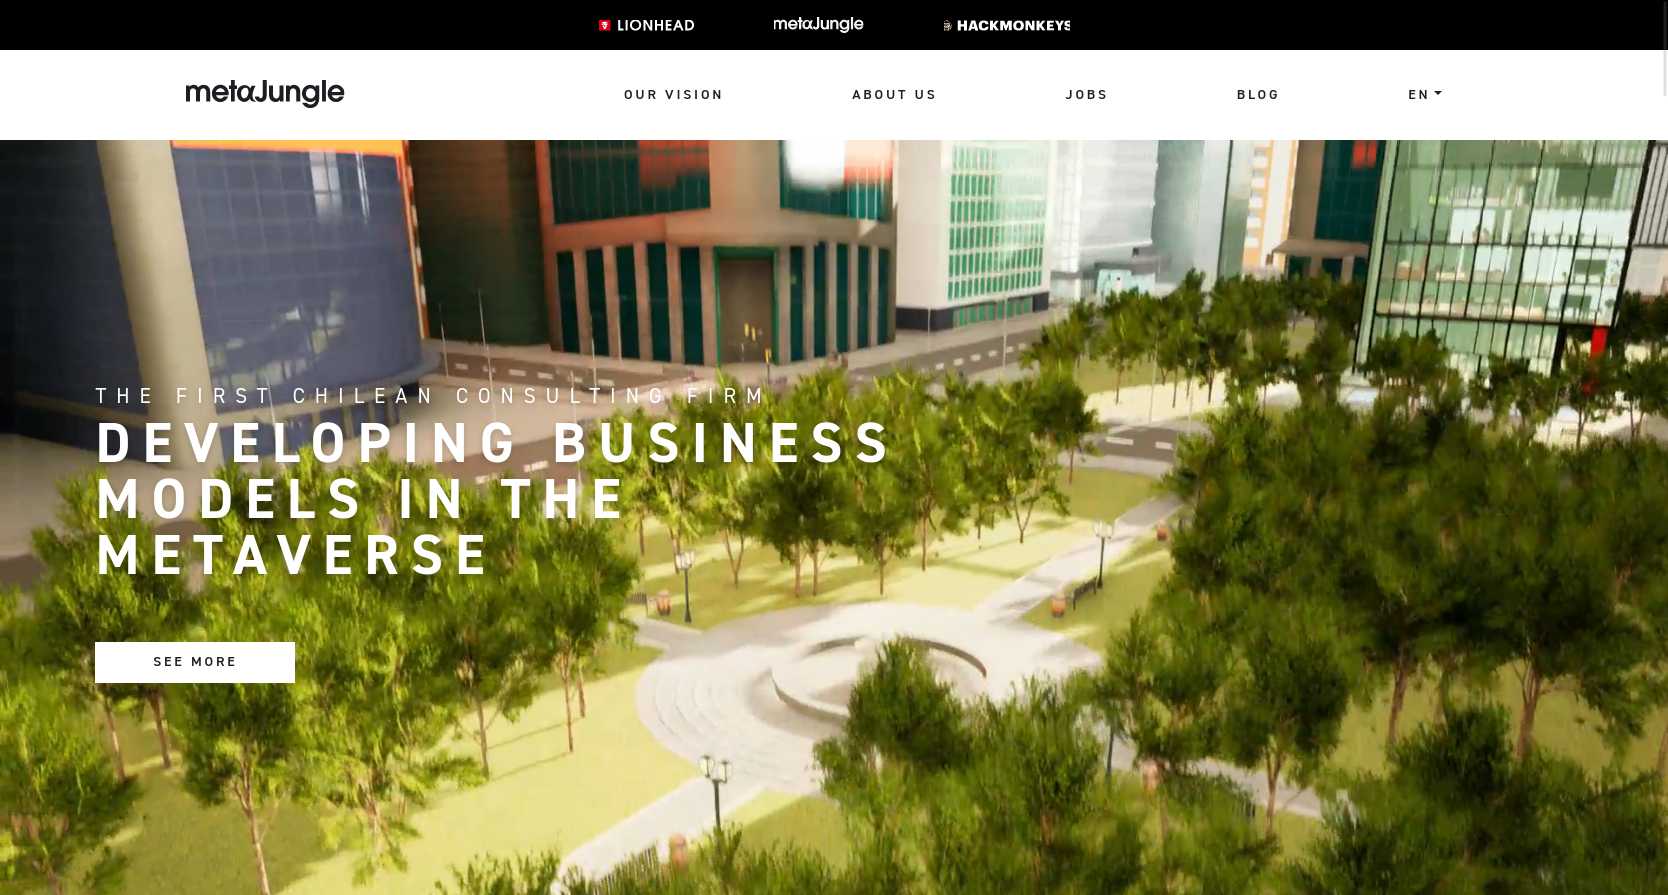 LIONHEAD
metaJungle
HACKMONKEYS
metaJungle
OUR VISION
ABOUT US
JOBS
BLOG
EN
THE FIRST CHILEAN CONSULTING FIRM
DEVELOPING BUSINESS
MODELS IN THE
METAVERSE
SEE MORE